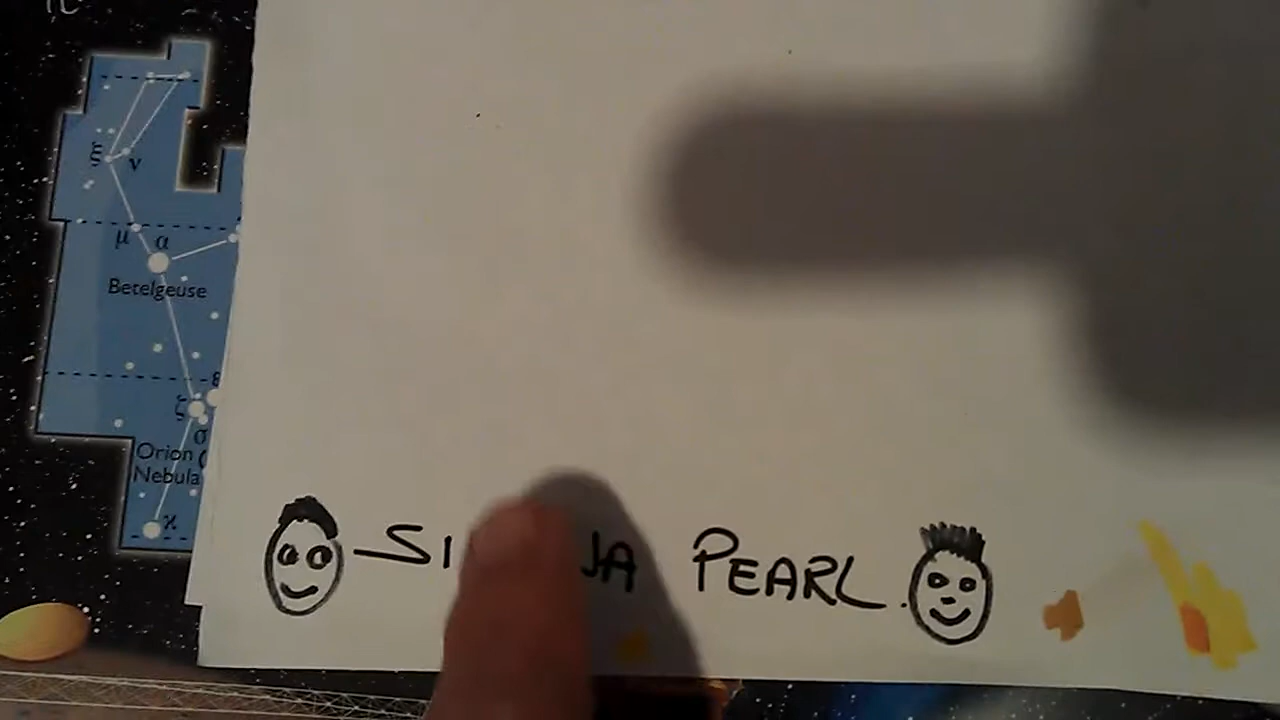 ξ ν
μ α
Betelgeuse
ζ
σ
Orion
Nebula
κ
PEARL.